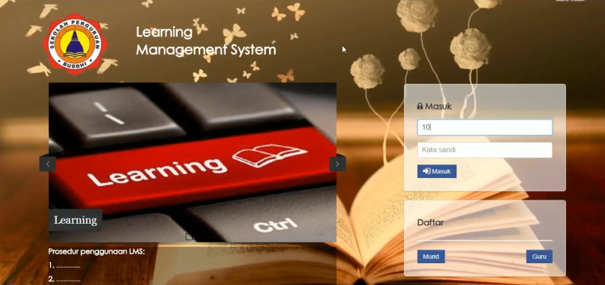 SEKOLAH PERGURUAN
BUDDHI
Learning
Management System
Masuk
10
Kata sandi
Masuk
Learning
Ctrl
Learning
Daftar
Murid
Guru
Prosedur penggunaan LMS:
1. ..............
2. ..............